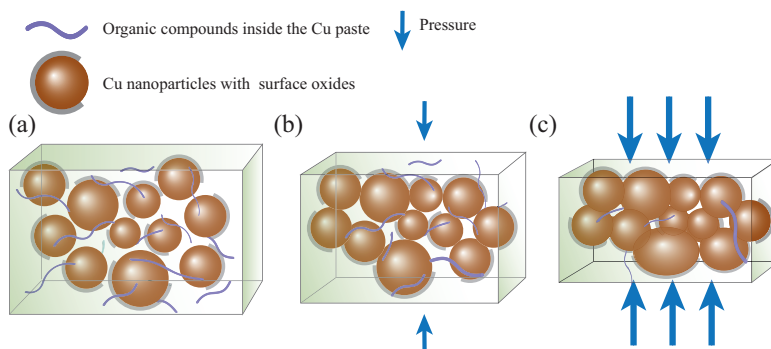 Organic compounds inside the Cu paste
Pressure
Cu nanoparticles with surface oxides
(a)
(b)
(c)